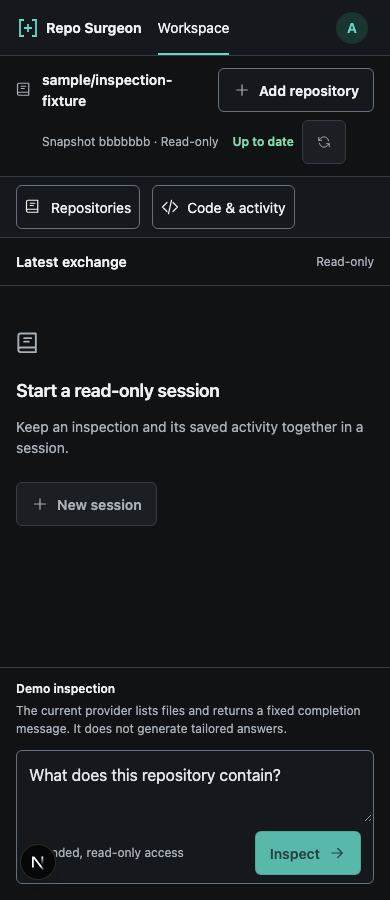 [+] Repo Surgeon Workspace A
sample/inspection-
fixture
+ Add repository
Snapshot bbbbbbb · Read-only Up to date
Repositories
</> Code & activity
Latest exchange Read-only
Start a read-only session
Keep an inspection and its saved activity together in a
session.
+ New session
Demo inspection
The current provider lists files and returns a fixed completion
message. It does not generate tailored answers.
What does this repository contain?
N
read-only access
Inspect →